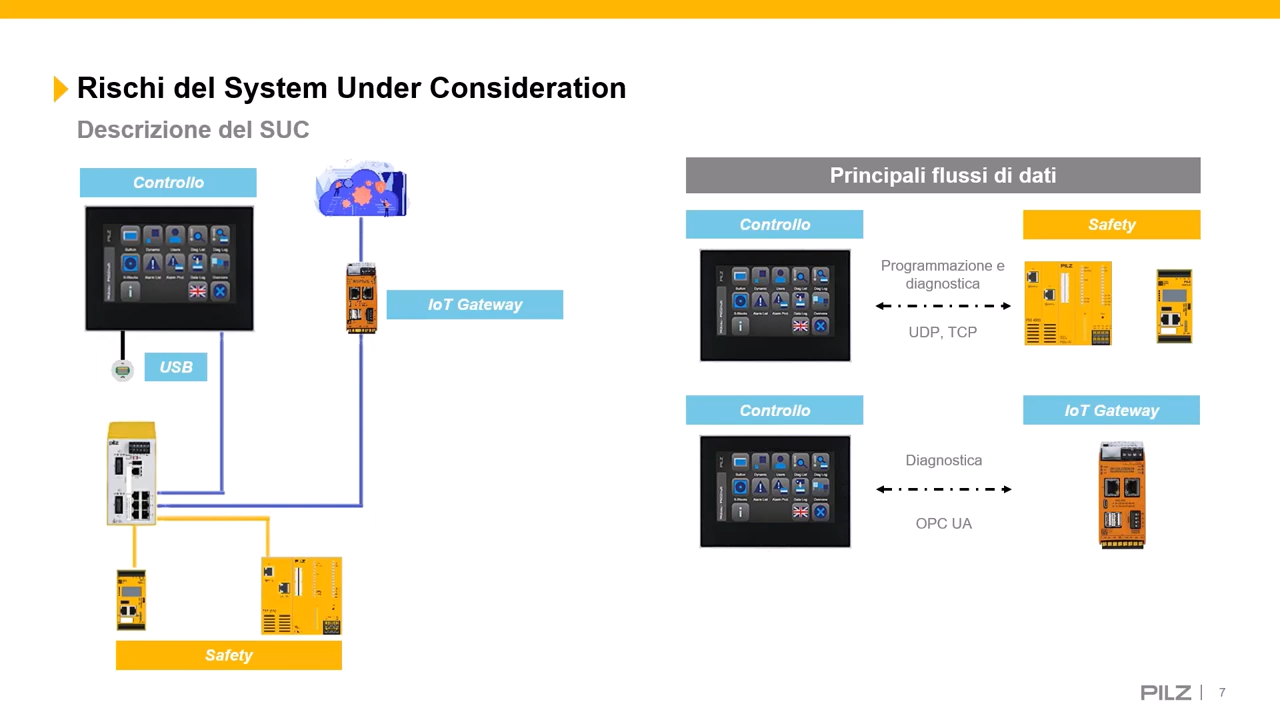 Rischi del System Under Consideration
Descrizione del SUC
Controllo
IoT Gateway
USB
Safety
Principali flussi di dati
Controllo
Safety
Programmazione e
diagnostica
UDP, TCP
PILZ
Controllo
IoT Gateway
Diagnostica
OPC UA
PILZ
7